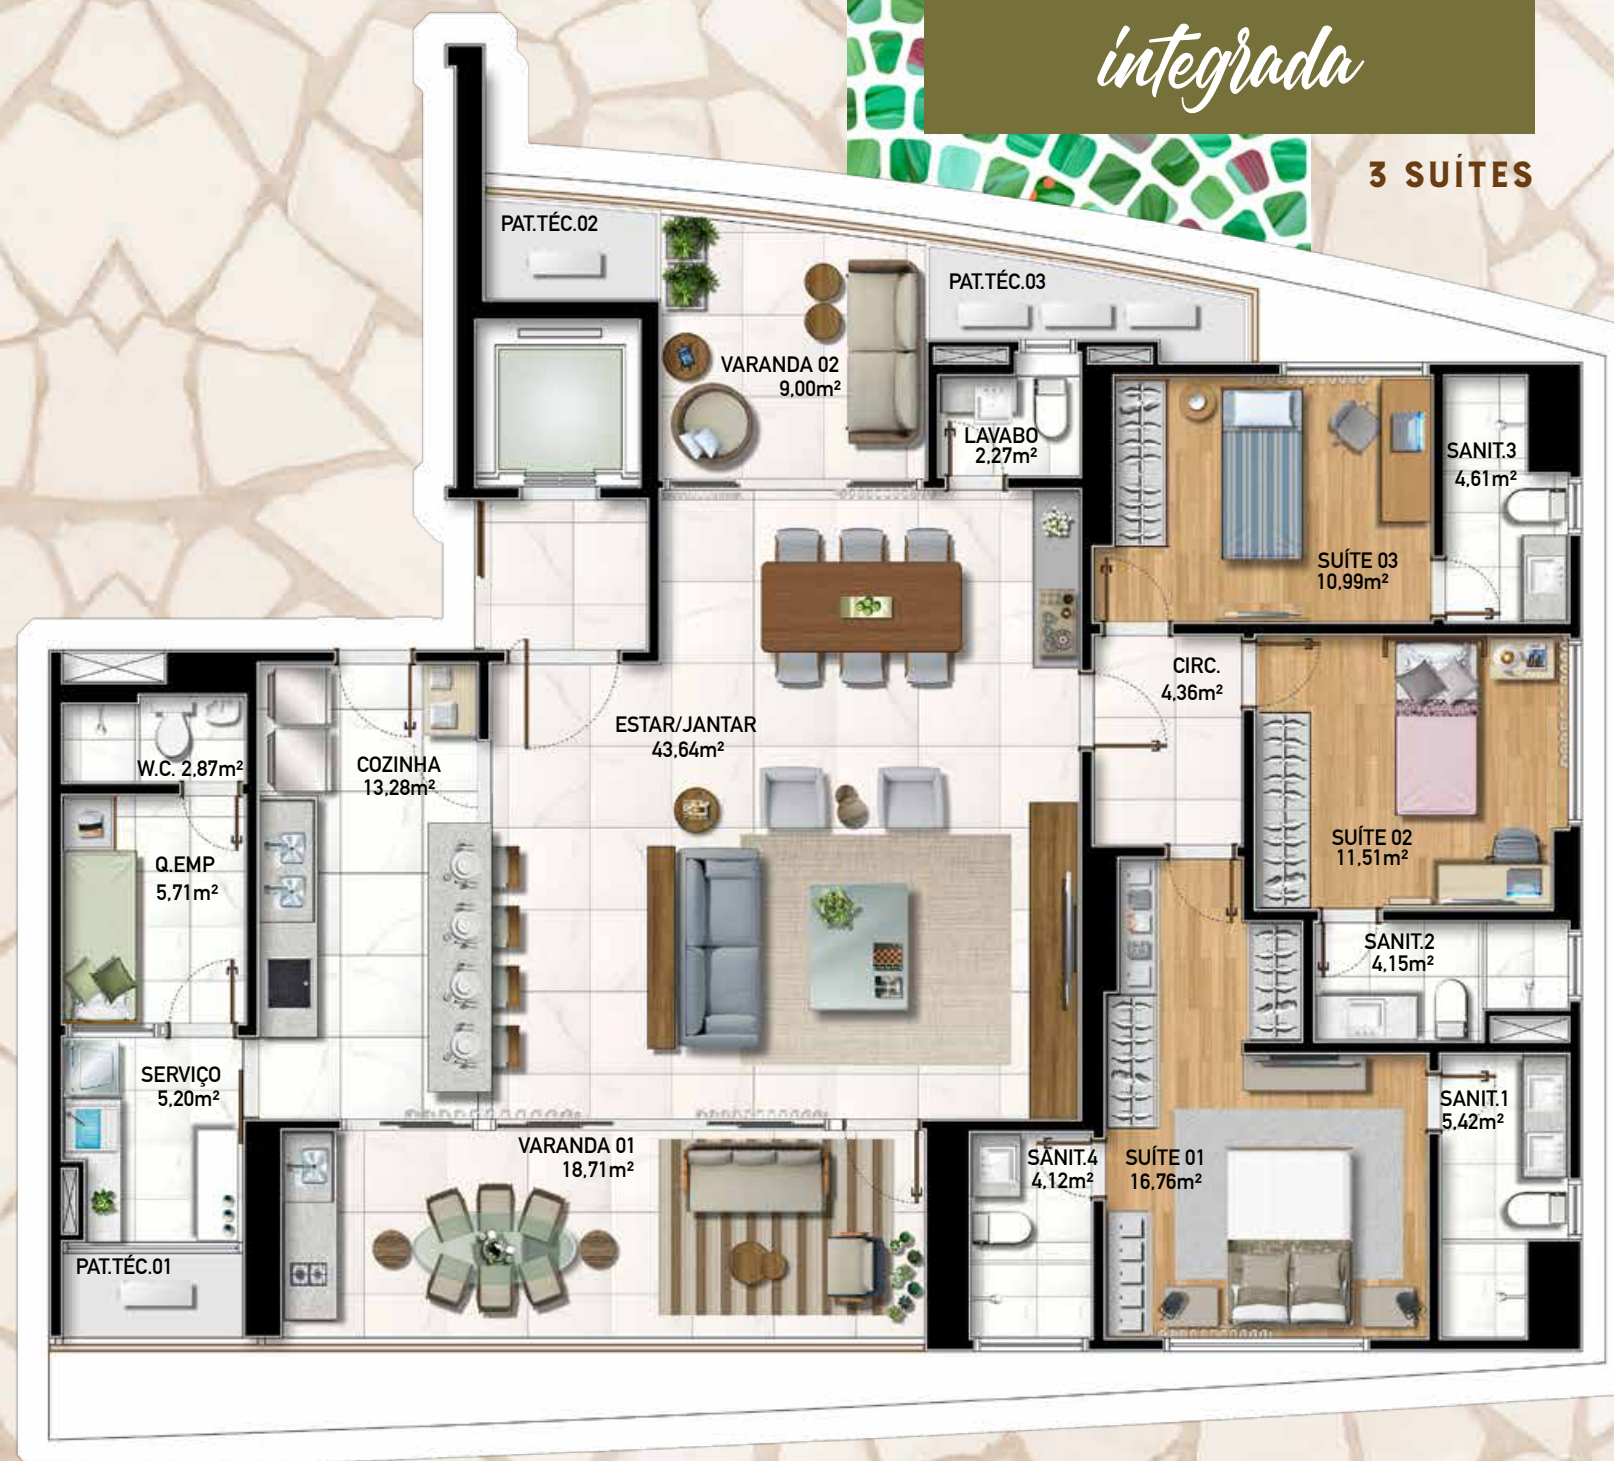 integrada
3 SUÍTES
PAT.TÉC.02
PAT.TÉC.03
VARANDA 02
9,00m²
LAVABO
2,27m²
SANIT.3
4,61m²
SUÍTE 03
10,99m²
CIRC.
4,36m²
ESTAR/JANTAR
43,64m²
COZINHA
13,28m²
W.C. 2,87m²
Q.EMP
5,71m²
SUÍTE 02
11,51m²
SANIT.2
4,15m²
SERVIÇO
5,20m²
SANIT.1
5,42m²
VARANDA 01
18,71m²
SANIT.4
4,12m²
SUÍTE 01
16,76m²
PAT.TÉC.01